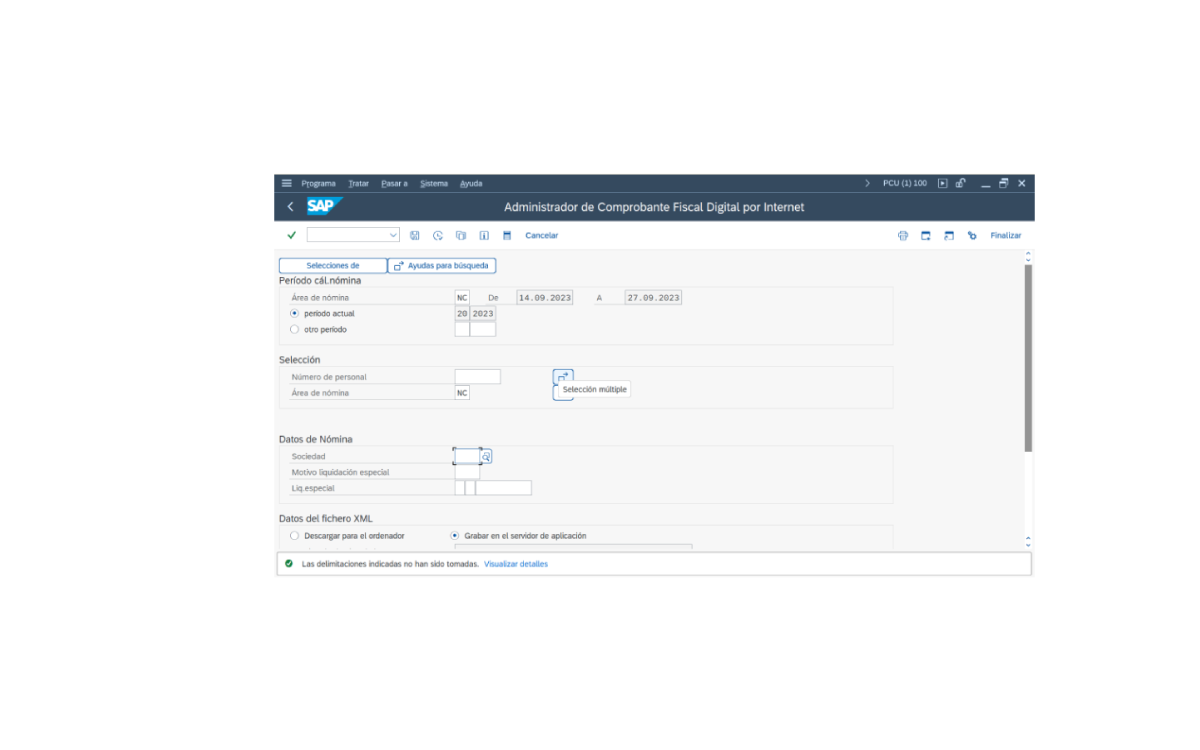 Programa Tratar Pasar a Sistema Ayuda PCU (1) 100
SAP Administrador de Comprobante Fiscal Digital por Internet
Cancelar Finalizar
Selecciones de Ayudas para búsqueda
Período cál.nómina
Área de nómina NC De 14.09.2023 A 27.09.2023
período actual 20 2023
otro período
Selección
Número de personal
Selección múltiple
Área de nómina NC
Datos de Nómina
Sociedad
Motivo liquidación especial
Liq.especial
Datos del fichero XML
Descargar para el ordenador Grabar en el servidor de aplicación
Las delimitaciones indicadas no han sido tomadas. Visualizar detalles